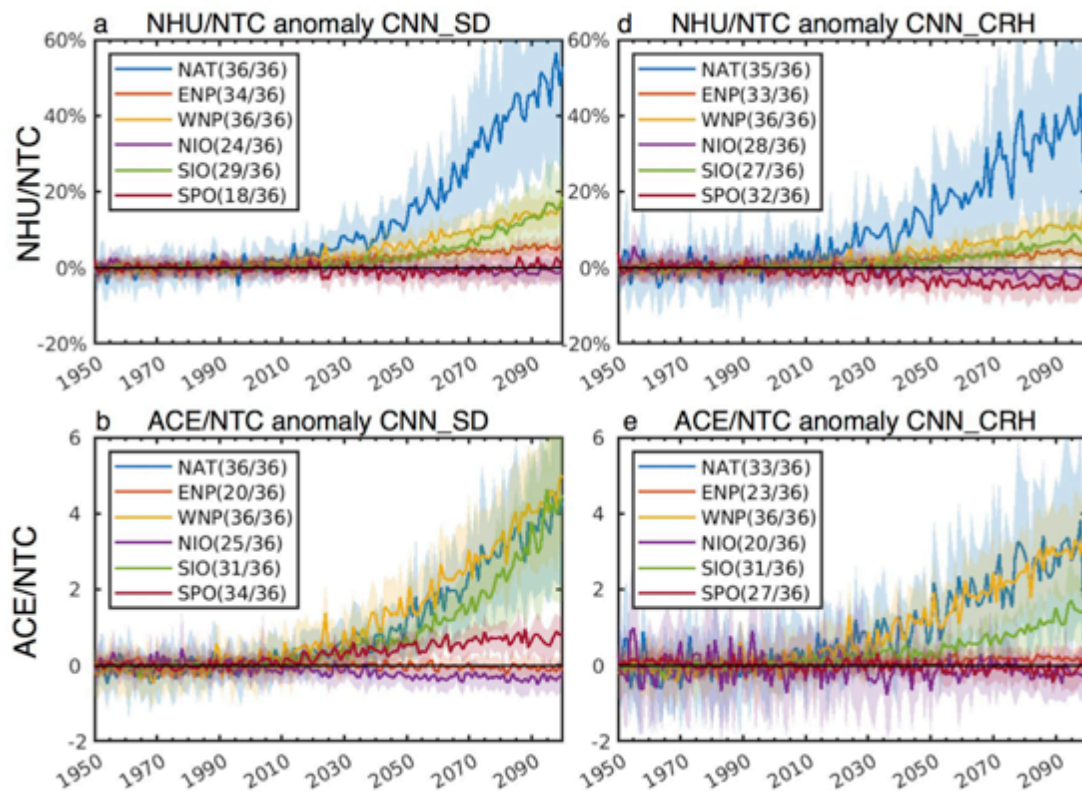 a NHU/NTC anomaly CNN_SD
NHU/NTC
60%
40%
20%
0%
-20%
NAT(36/36)
ENP(34/36)
WNP(36/36)
NIO(24/36)
SIO(29/36)
SPO(18/36)
1950 1970 1990 2010 2030 2050 2070 2090
d NHU/NTC anomaly CNN_CRH
60%
40%
20%
0%
-20%
NAT(35/36)
ENP(33/36)
WNP(36/36)
NIO(28/36)
SIO(27/36)
SPO(32/36)
1950 1970 1990 2010 2030 2050 2070 2090
b ACE/NTC anomaly CNN_SD
ACE/NTC
6
4
2
0
-2
NAT(36/36)
ENP(20/36)
WNP(36/36)
NIO(25/36)
SIO(31/36)
SPO(34/36)
1950 1970 1990 2010 2030 2050 2070 2090
e ACE/NTC anomaly CNN_CRH
6
4
2
0
-2
NAT(33/36)
ENP(23/36)
WNP(36/36)
NIO(20/36)
SIO(31/36)
SPO(27/36)
1950 1970 1990 2010 2030 2050 2070 2090